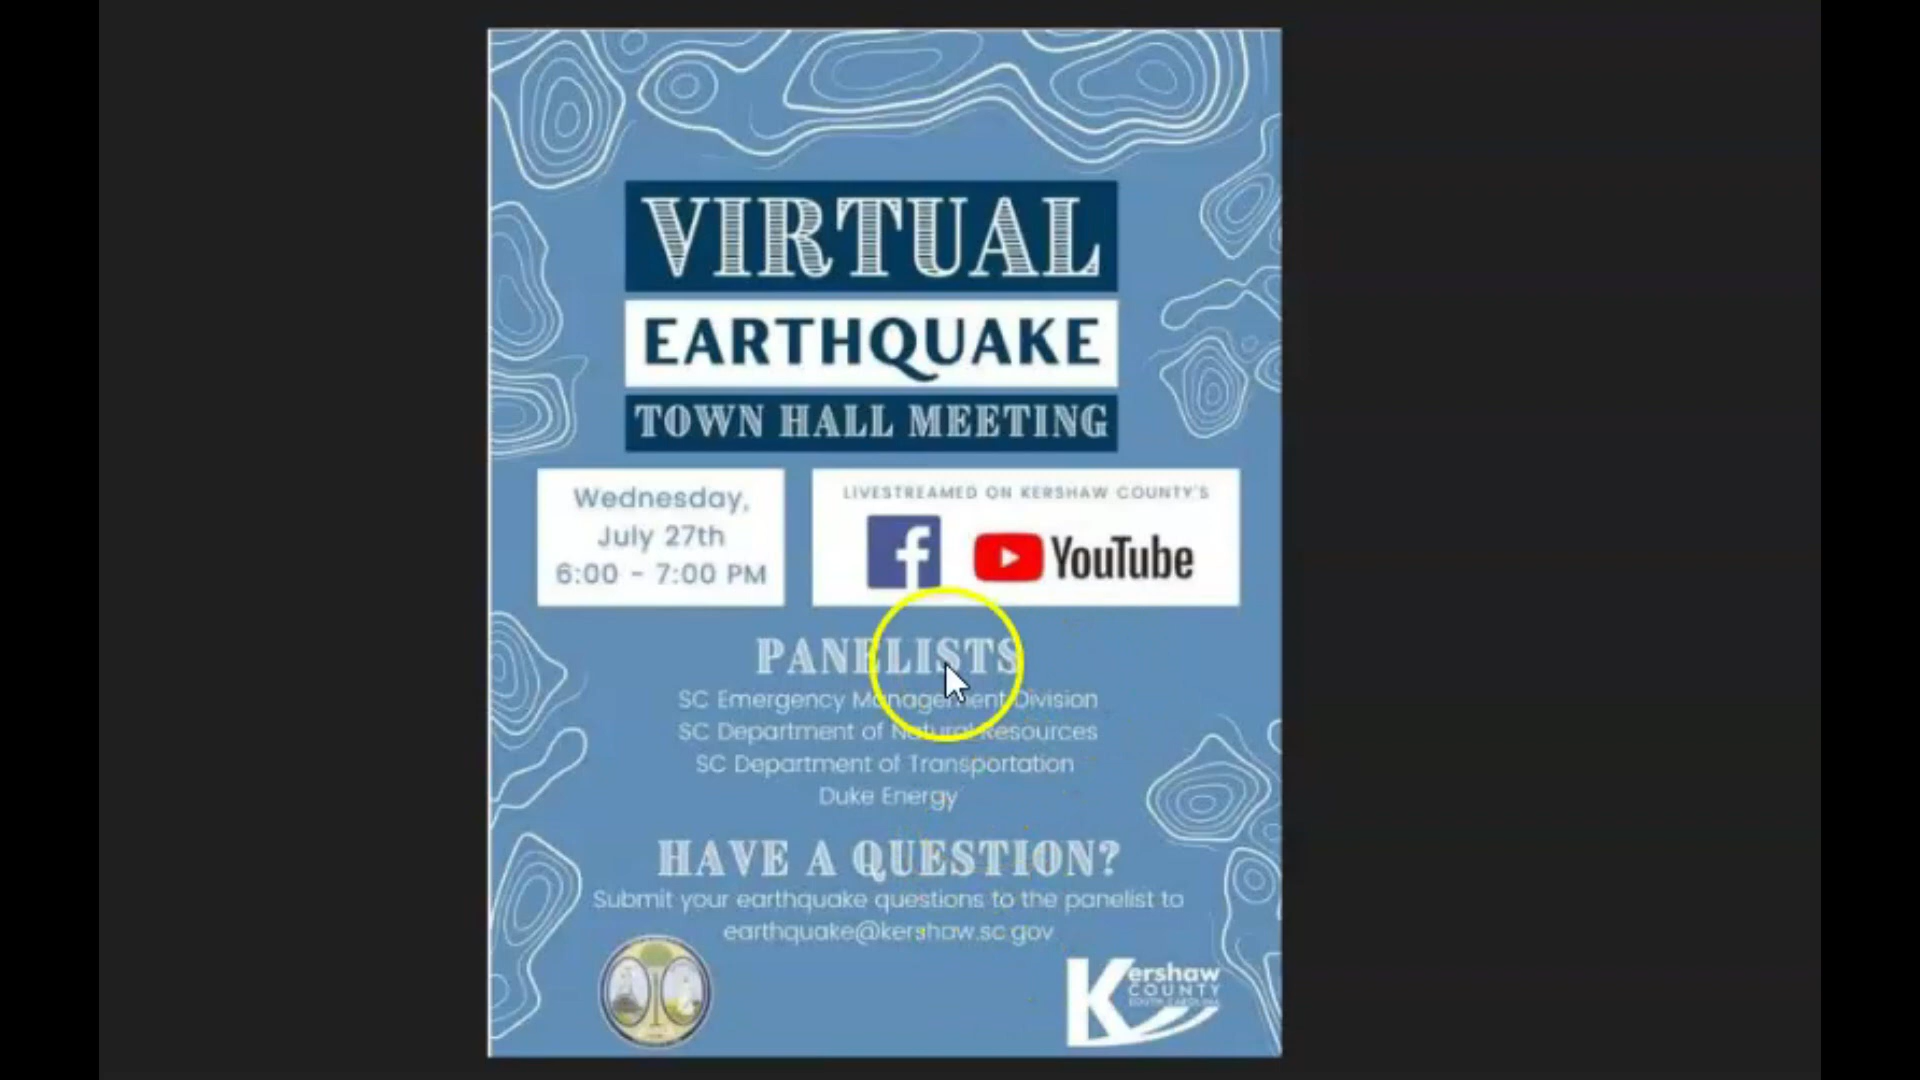 VIRTUAL
EARTHQUAKE
TOWN HALL MEETING
Wednesday,
July 27th
6:00 - 7:00 PM
LIVESTREAMED ON KERSHAW COUNTY'S
f
YouTube
PANELISTS
SC Emergency Management Division
SC Department of Natural Resources
SC Department of Transportation
Duke Energy
HAVE A QUESTION?
Submit your earthquake questions to the panelist to
earthquake@kershaw.sc.gov
Kershaw
COUNTY
SOUTH CAROLINA